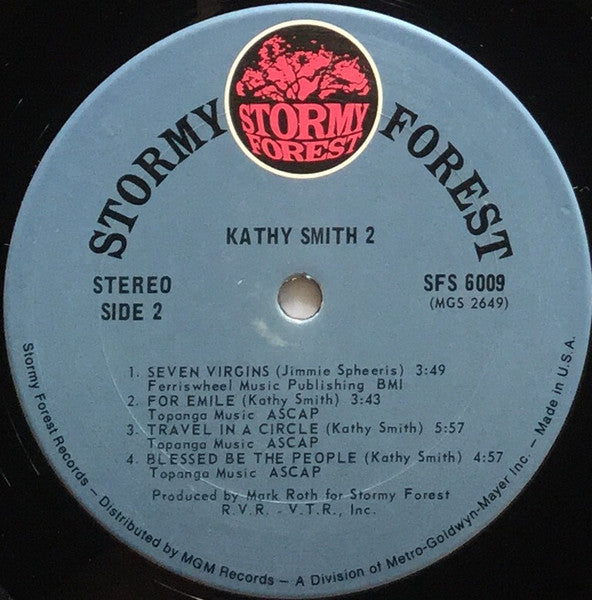 STORMY
FOREST
STORMY FOREST
KATHY SMITH 2
STEREO
SIDE 2
SFS 6009
(MGS 2649)
1. SEVEN VIRGINS (Jimmie Spheeris) 3:49
Ferriswheel Music Publishing BMI
2. FOR EMILE (Kathy Smith) 3:43
Topanga Music ASCAP
3. TRAVEL IN A CIRCLE (Kathy Smith) 5:57
Topanga Music ASCAP
4. BLESSED BE THE PEOPLE (Kathy Smith) 4:57
Topanga Music ASCAP
Produced by Mark Roth for Stormy Forest
R.V.R. - V.T.R., Inc.
Stormy Forest Records – Distributed by MGM Records – A Division of Metro-Goldwyn-Mayer Inc. – Made in U.S.A.